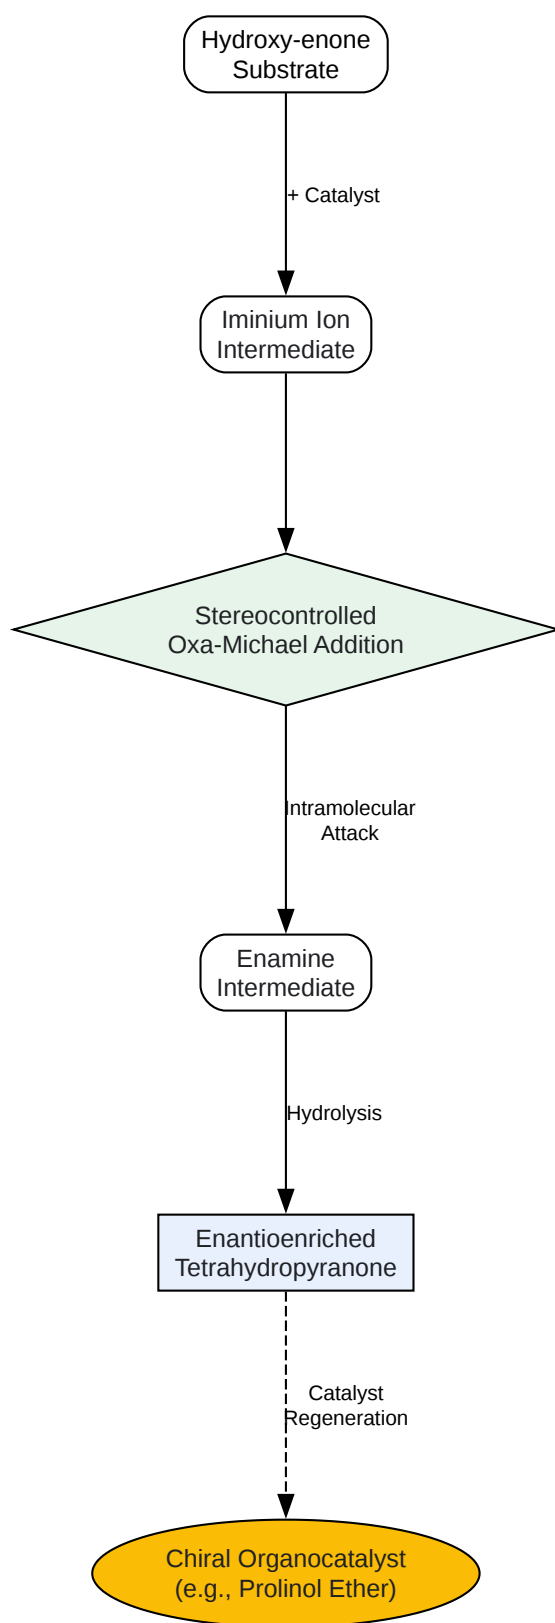 Hydroxy-enone
Substrate
+ Catalyst
Iminium Ion
Intermediate
Stereocontrolled
Oxa-Michael Addition
Intramolecular
Attack
Enamine
Intermediate
Hydrolysis
Enantioenriched
Tetrahydropyranone
Catalyst
Regeneration
Chiral Organocatalyst
(e.g., Prolinol Ether)